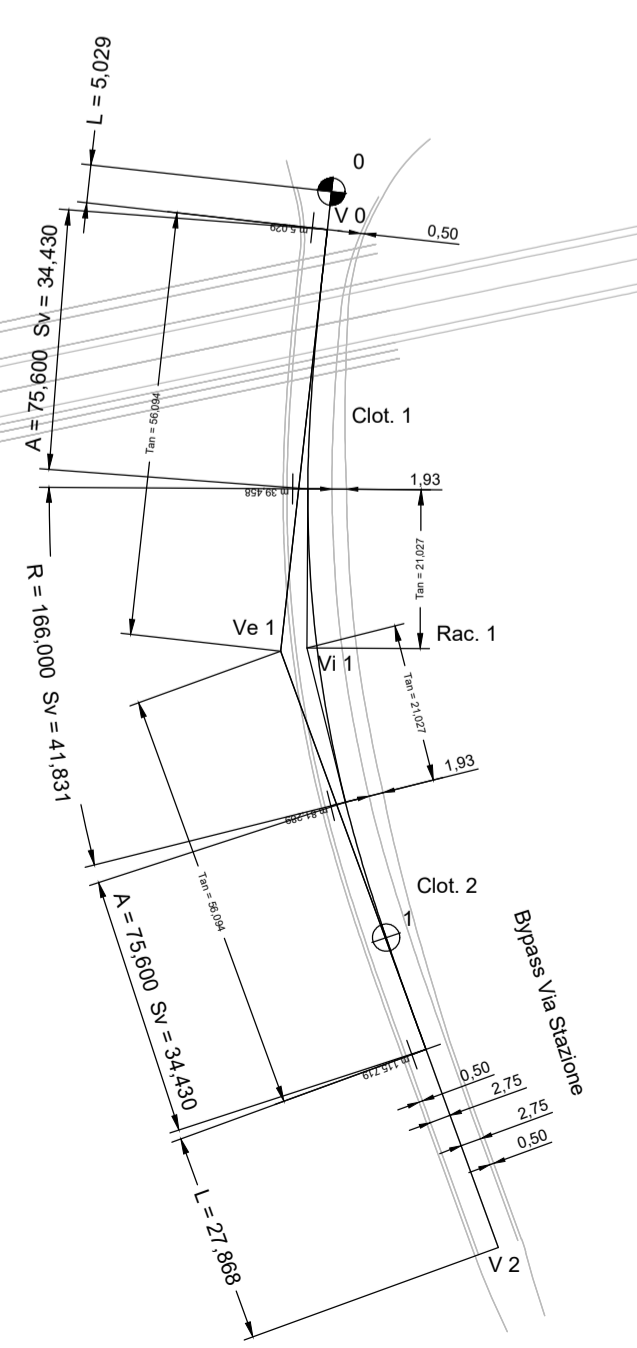 L = 5,029
0
V 0
0,50
m.5,029
A = 75,600 Sv = 34,430
Tan = 56,094
Clot. 1
1,93
m.39,458
Tan = 21,027
R = 166,000 Sv = 41,831
Ve 1
Rac. 1
Vi 1
Tan = 21,027
1,93
m.81,289
Clot. 2
Tan = 56,094
1
A = 75,600 Sv = 34,430
Bypass Via Stazione
m.115,719
0,50
2,75
2,75
0,50
L = 27,868
V 2